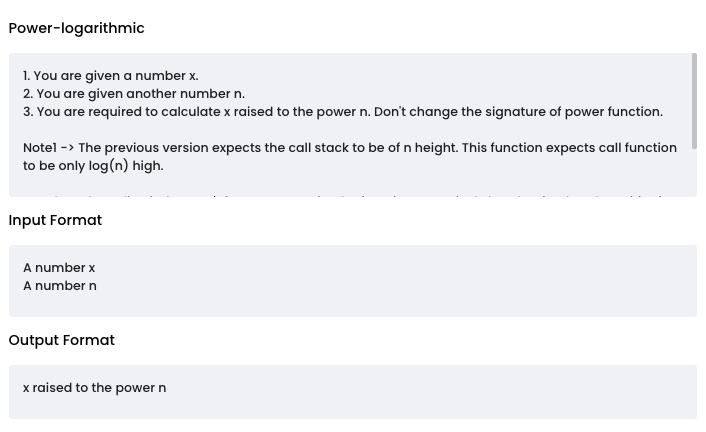 Power-logarithmic
1. You are given a number x.
2. You are given another number n.
3. You are required to calculate x raised to the power n. Don't change the signature of power function.
Note1 -> The previous version expects the call stack to be of n height. This function expects call function
to be only log(n) high.
Input Format
A number x
A number n
Output Format
x raised to the power n